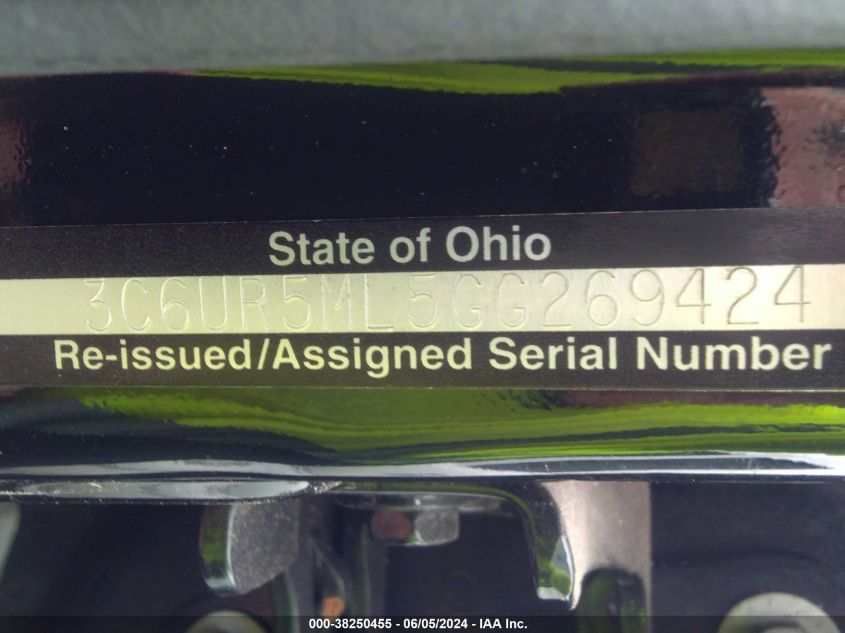 State of Ohio
3C6UR5ML5GG269424
Re-issued/Assigned Serial Number
000-38250455 - 06/05/2024 - IAA Inc.